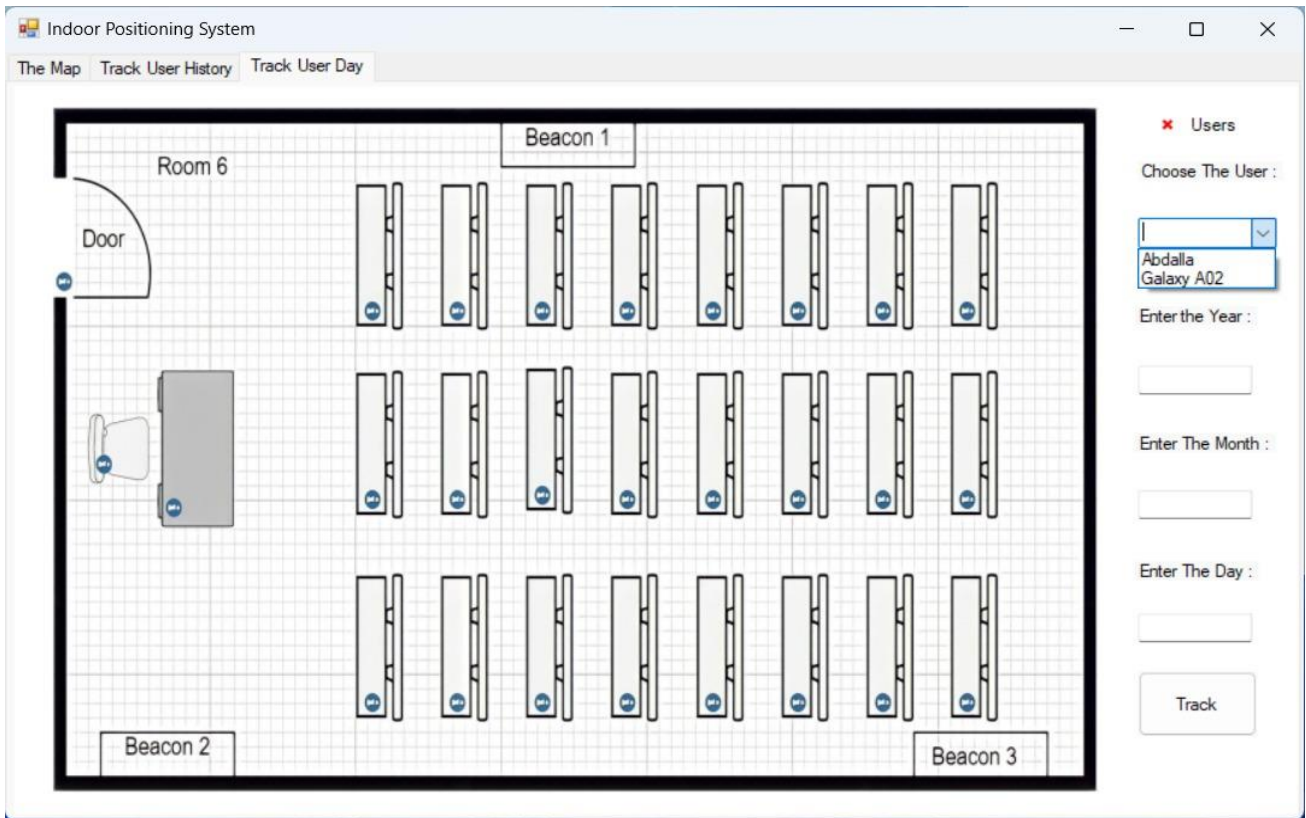 Indoor Positioning System
The Map Track User History Track User Day
Room 6
Door
Beacon 1
Beacon 2
Beacon 3
Users
Choose The User :
Abdalla
Galaxy A02
Enter the Year :
Enter The Month :
Enter The Day :
Track